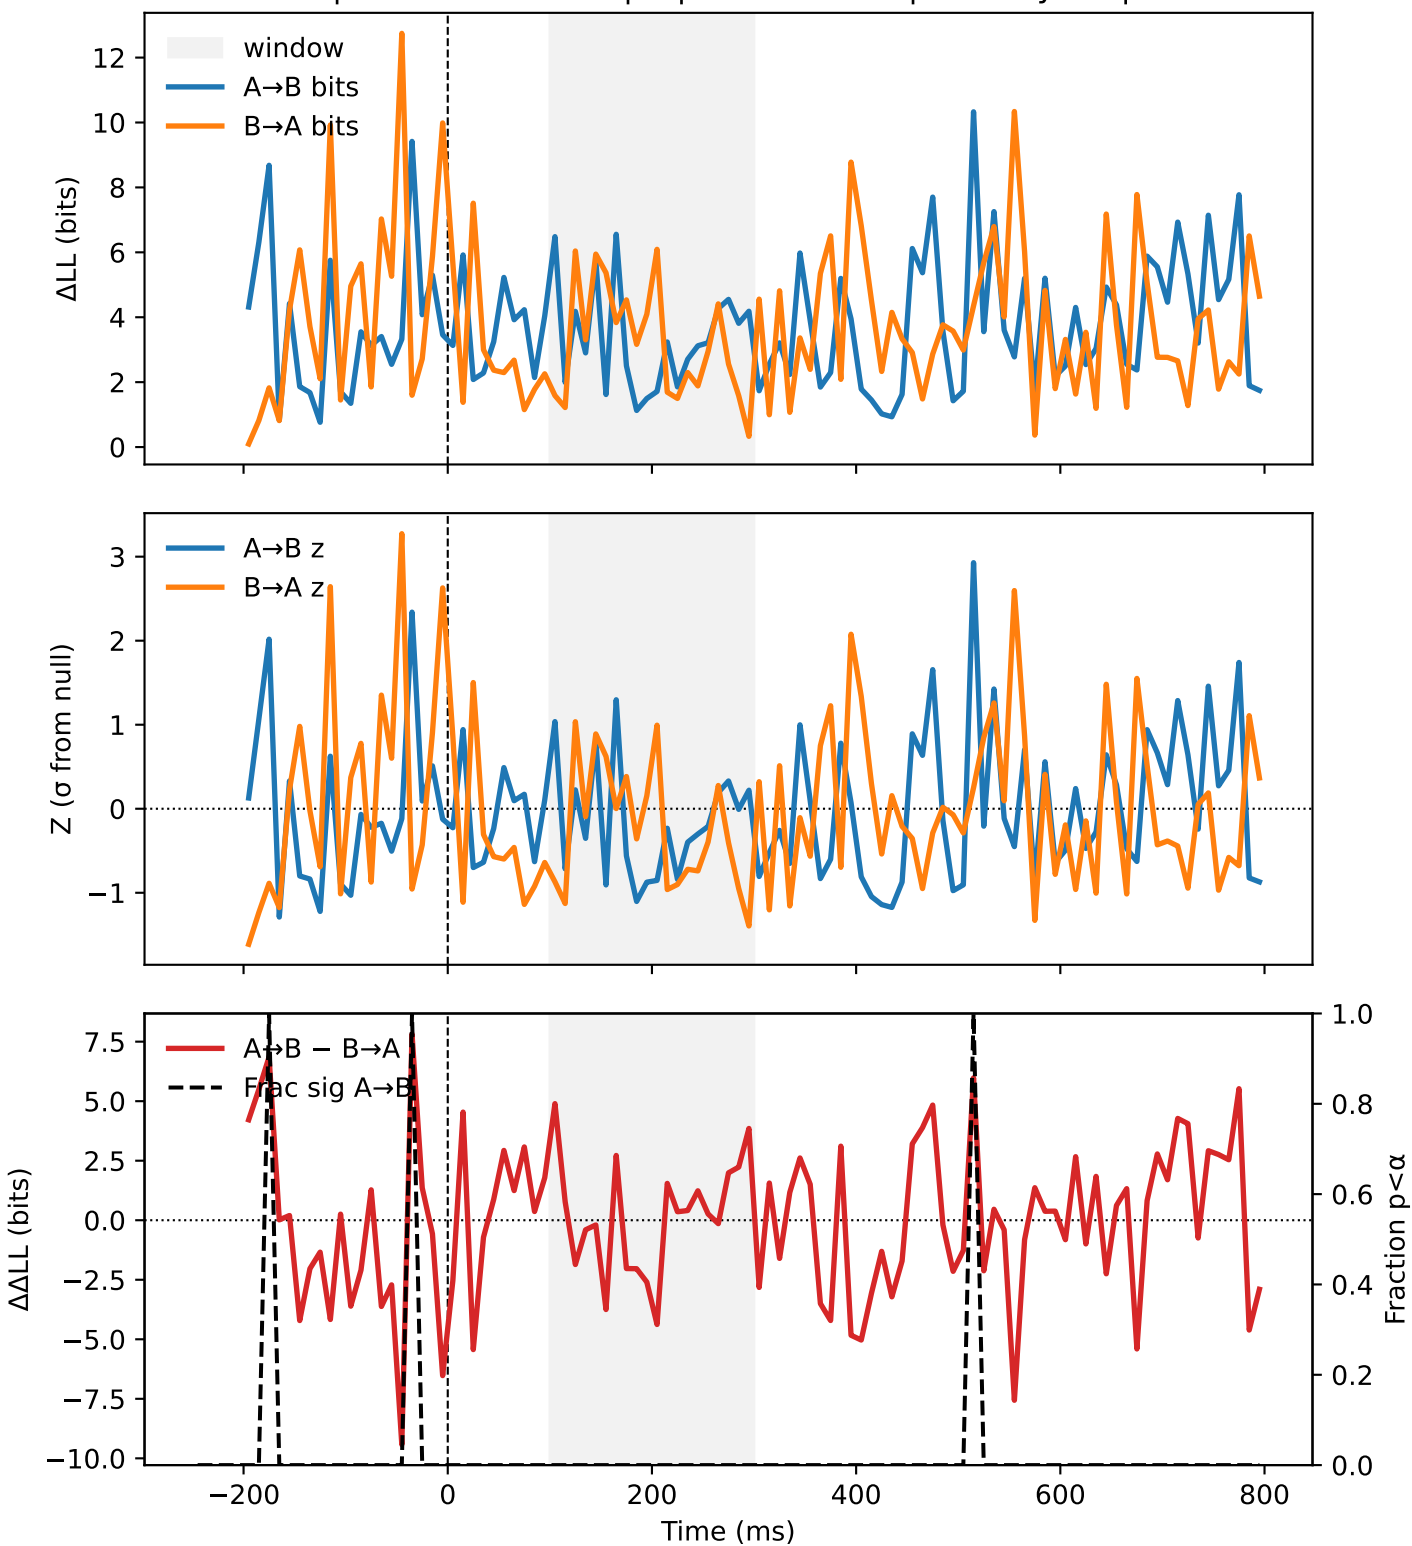 window
A→B bits
B→A bits
ΔLL (bits)
12
10
8
6
4
2
0
A→B z
B→A z
Z (σ from null)
3
2
1
0
−1
A→B − B→A
Frac sig A→B
ΔΔLL (bits)
7.5
5.0
2.5
0.0
−2.5
−5.0
−7.5
−10.0
1.0
0.8
0.6
0.4
0.2
0.0
Fraction p<α
−200
0
200
400
600
800
Time (ms)